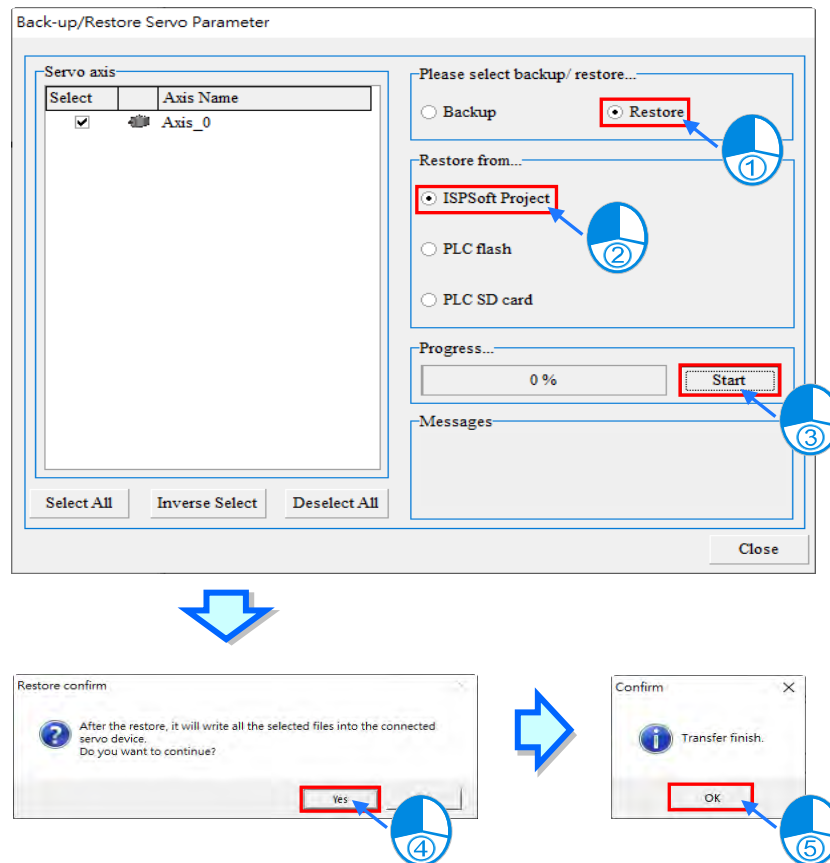 Back-up/Restore Servo Parameter
Servo axis
Select Axis Name
Axis_0
Select All Inverse Select Deselect All
Please select backup/ restore...
Backup Restore
①
Restore from...
ISPSoft Project
②
PLC flash
PLC SD card
Progress...
0 % Start
③
Messages
Close
Restore confirm
After the restore, it will write all the selected files into the connected
servo device.
Do you want to continue?
Yes
④
Confirm
Transfer finish.
OK
⑤